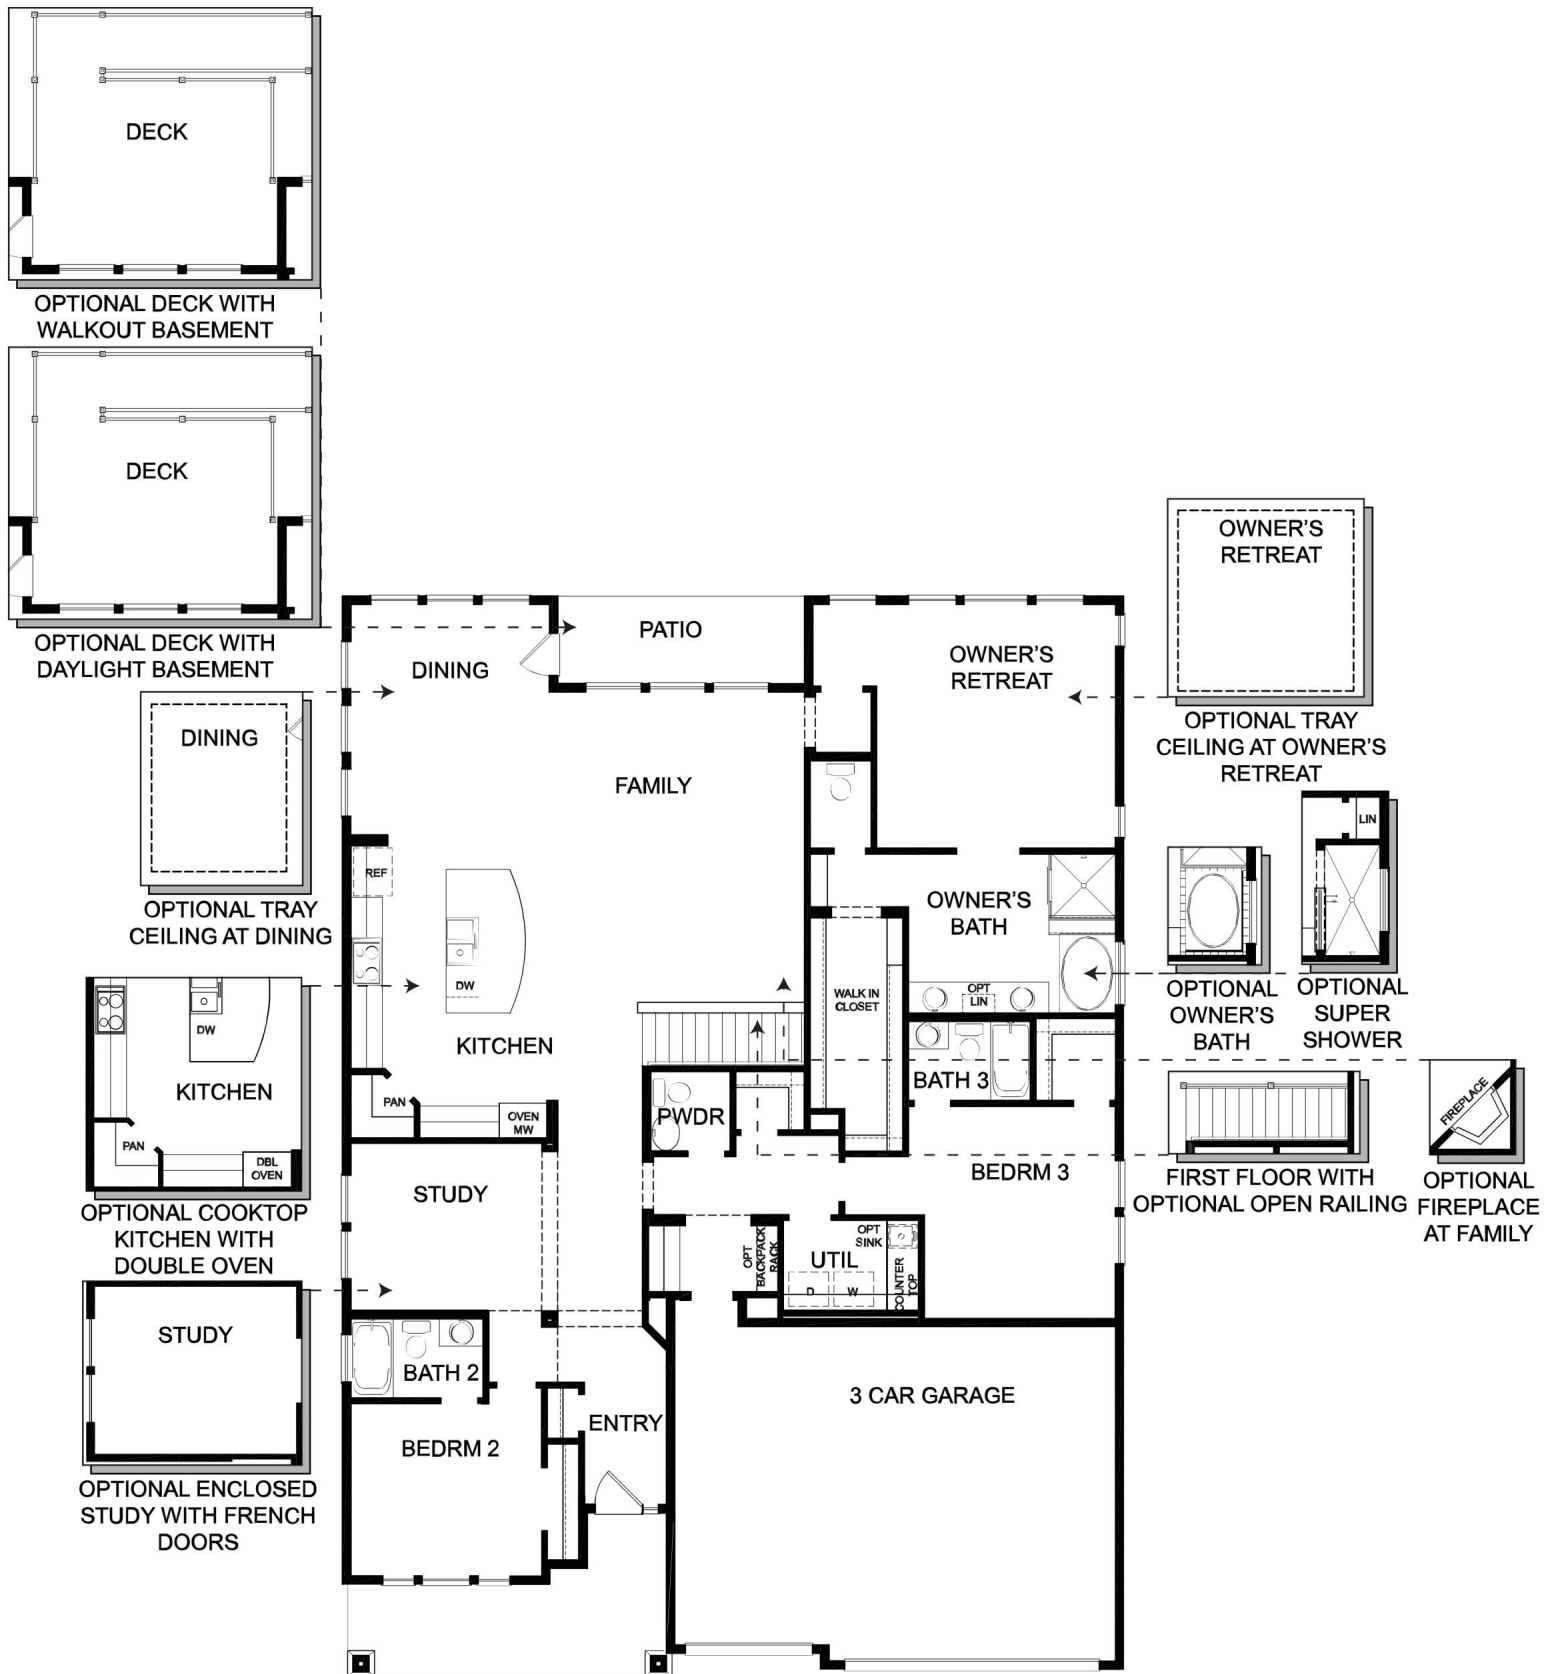 DECK
OPTIONAL DECK WITH
WALKOUT BASEMENT
DECK
OPTIONAL DECK WITH
DAYLIGHT BASEMENT
DINING
OPTIONAL TRAY
CEILING AT DINING
DW
KITCHEN
PAN
DBL
OVEN
OPTIONAL COOKTOP
KITCHEN WITH
DOUBLE OVEN
STUDY
OPTIONAL ENCLOSED
STUDY WITH FRENCH
DOORS
PATIO
DINING
OWNER'S
RETREAT
FAMILY
REF
OWNER'S
BATH
DW
WALK IN
CLOSET
OPT
LIN
KITCHEN
BATH 3
PAN
OVEN
MW
PWDR
BEDRM 3
STUDY
OPT
BACKPACK
RACK
UTIL
OPT
SINK
D
W
COUNTER
TOP
BATH 2
3 CAR GARAGE
ENTRY
BEDRM 2
OWNER'S
RETREAT
OPTIONAL TRAY
CEILING AT OWNER'S
RETREAT
LIN
OPTIONAL
OWNER'S
BATH
OPTIONAL
SUPER
SHOWER
FIREPLACE
FIRST FLOOR WITH
OPTIONAL OPEN RAILING
OPTIONAL
FIREPLACE
AT FAMILY